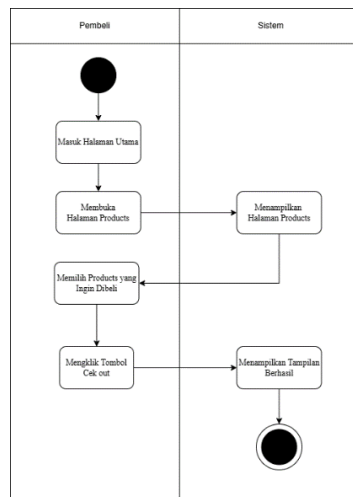 Pembeli
Sistem
Masuk Halaman Utama
Membuka
Halaman Products
Menampilkan
Halaman Products
Memilih Products yang
Ingin Dibeli
Mengklik Tombol
Cek out
Menampilkan Tampilan
Berhasil